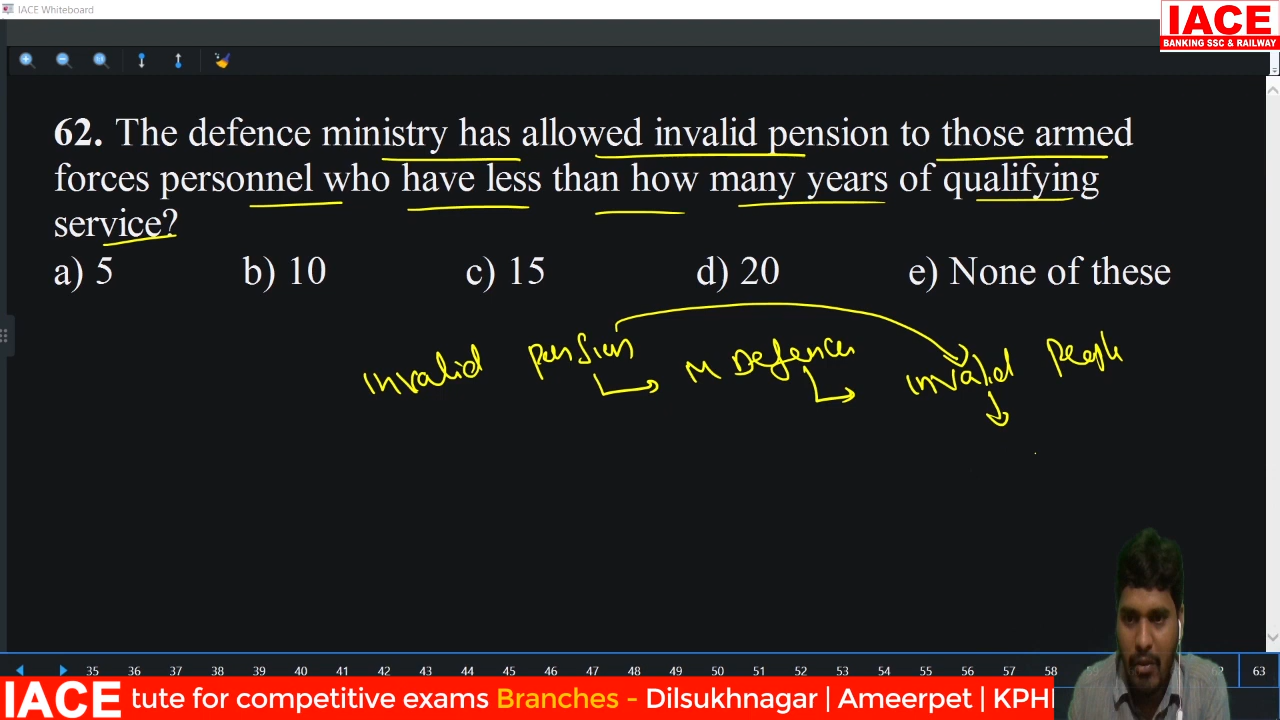 IACE Whiteboard
IACE
BANKING SSC & RAILWAY
62. The defence ministry has allowed invalid pension to those armed
forces personnel who have less than how many years of qualifying
service?
a) 5 b) 10 c) 15 d) 20 e) None of these
Invalid pension M Defence invalid people
35 36 37 38 39 40 41 42 43 44 45 46 47 48 49 50 51 52 53 54 55 56 57 58 63
IACE tute for competitive exams Branches - Dilsukhnagar | Ameerpet | KPH